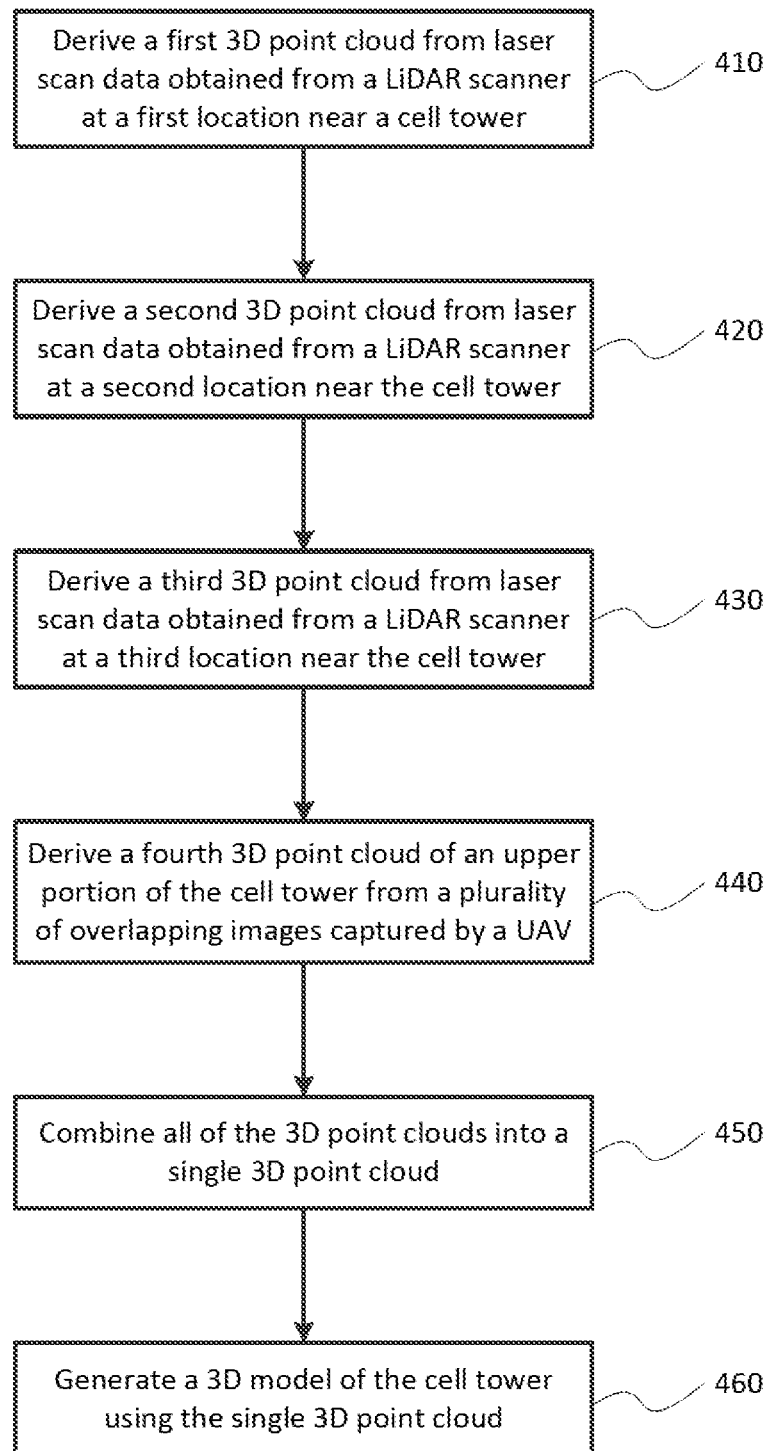 Derive a first 3D point cloud from laser
scan data obtained from a LiDAR scanner
at a first location near a cell tower
410
Derive a second 3D point cloud from laser
scan data obtained from a LiDAR scanner
at a second location near the cell tower
420
Derive a third 3D point cloud from laser
scan data obtained from a LiDAR scanner
at a third location near the cell tower
430
Derive a fourth 3D point cloud of an upper
portion of the cell tower from a plurality
of overlapping images captured by a UAV
440
Combine all of the 3D point clouds into a
single 3D point cloud
450
Generate a 3D model of the cell tower
using the single 3D point cloud
460